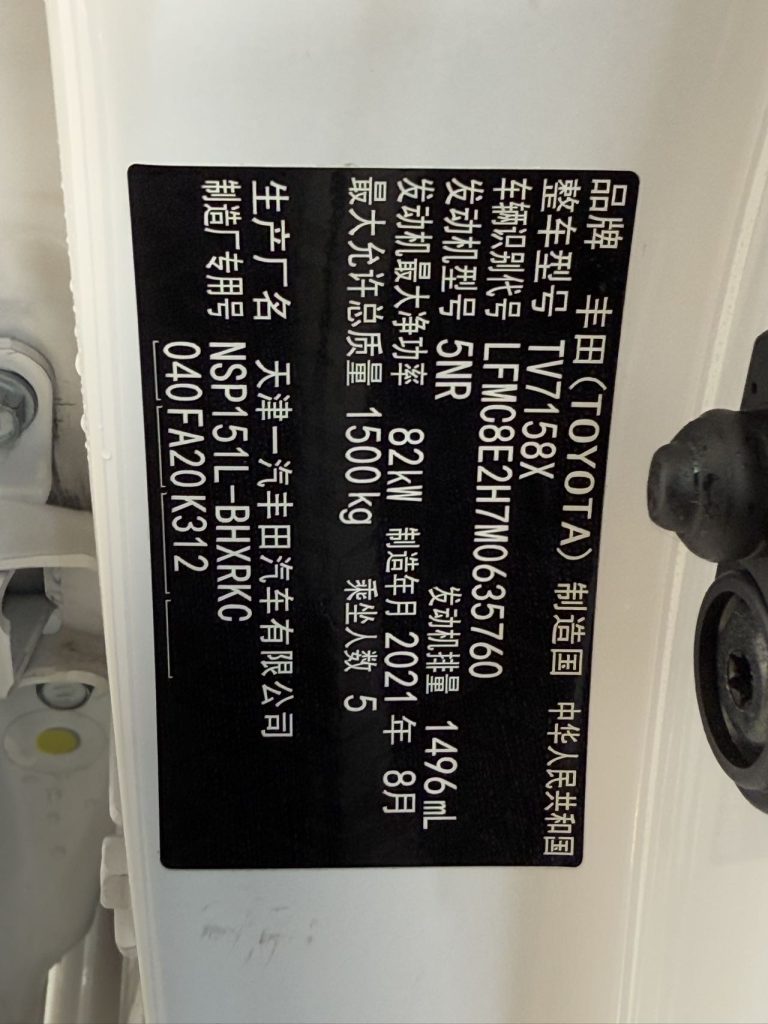 品牌 丰田(TOYOTA) 制造国 中华人民共和国
整车型号 TV7158X
车辆识别代号 LFMC8E2H7M0635760
发动机型号 5NR 发动机排量 1496mL
发动机最大净功率 82kW 制造年月 2021年 8月
最大允许总质量 1500kg 乘坐人数 5
生产厂名 天津一汽丰田汽车有限公司
制造厂专用号 NSP151L-BHXRKC
040FA20K312